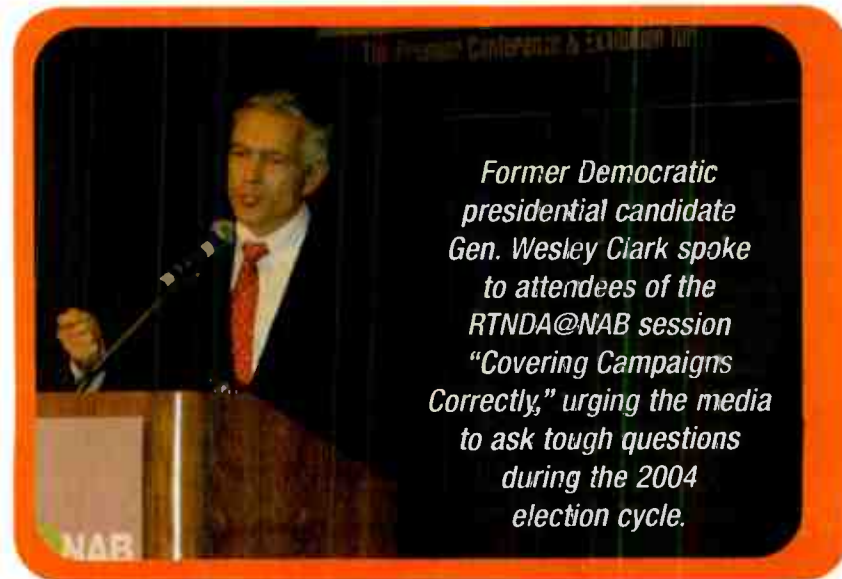 The Premier Conference & Exhibition for
Former Democratic
presidential candidate
Gen. Wesley Clark spoke
to attendees of the
RTNDA@NAB session
“Covering Campaigns
Correctly,” urging the media
to ask tough questions
during the 2004
election cycle.
NAB